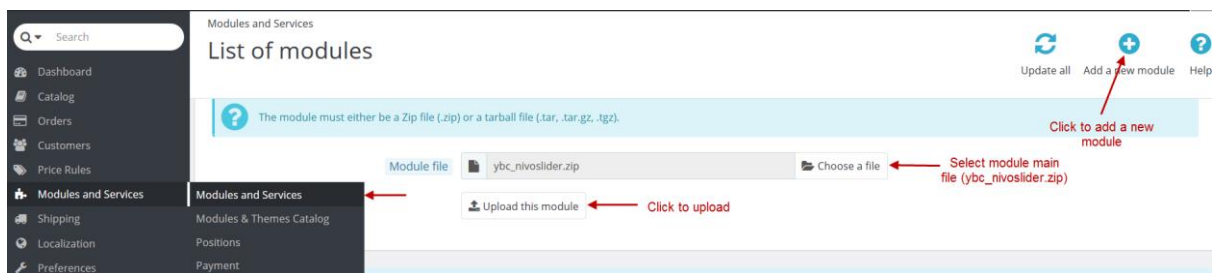 Search
Dashboard
Catalog
Orders
Customers
Price Rules
Modules and Services
Shipping
Localization
Preferences
Modules and Services
Modules & Themes Catalog
Positions
Payment
Modules and Services
List of modules
Update all
Add a new module
Help
The module must either be a Zip file (.zip) or a tarball file (.tar, .tar.gz, .tgz).
Click to add a new
module
Module file
ybc_nivoslider.zip
Choose a file
Select module main
file (ybc_nivoslider.zip)
Upload this module
Click to upload